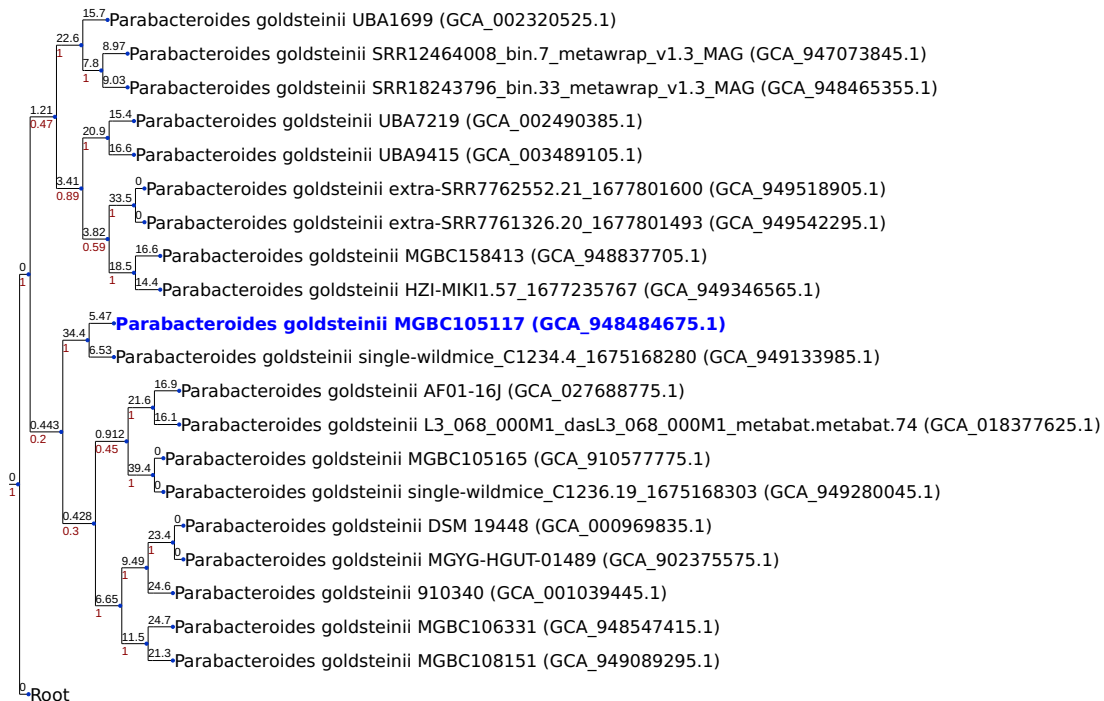 15.7 Parabacteroides goldsteinii UBA1699 (GCA_002320525.1)
22.6
1
8.97 Parabacteroides goldsteinii SRR12464008_bin.7_metawrap_v1.3_MAG (GCA_947073845.1)
7.8
1
9.03 Parabacteroides goldsteinii SRR18243796_bin.33_metawrap_v1.3_MAG (GCA_948465355.1)
1.21
0.47
15.4 Parabacteroides goldsteinii UBA7219 (GCA_002490385.1)
20.9
1
16.6 Parabacteroides goldsteinii UBA9415 (GCA_003489105.1)
3.41
0.89
0 Parabacteroides goldsteinii extra-SRR7762552.21_1677801600 (GCA_949518905.1)
33.5
1
0 Parabacteroides goldsteinii extra-SRR7761326.20_1677801493 (GCA_949542295.1)
3.82
0.59
16.6 Parabacteroides goldsteinii MGBC158413 (GCA_948837705.1)
18.5
1
14.4 Parabacteroides goldsteinii HZI-MIKI1.57_1677235767 (GCA_949346565.1)
0
1
5.47 Parabacteroides goldsteinii MGBC105117 (GCA_948484675.1)
34.4
1
6.53 Parabacteroides goldsteinii single-wildmice_C1234.4_1675168280 (GCA_949133985.1)
16.9 Parabacteroides goldsteinii AF01-16J (GCA_027688775.1)
21.6
1
16.1 Parabacteroides goldsteinii L3_068_000M1_dasL3_068_000M1_metabat.metabat.74 (GCA_018377625.1)
0.443
0.2
0.912
0.45
0 Parabacteroides goldsteinii MGBC105165 (GCA_910577775.1)
39.4
1
0 Parabacteroides goldsteinii single-wildmice_C1236.19_1675168303 (GCA_949280045.1)
0
1
0.428
0.3
0 Parabacteroides goldsteinii DSM 19448 (GCA_000969835.1)
23.4
1
0 Parabacteroides goldsteinii MGYG-HGUT-01489 (GCA_902375575.1)
9.49
1
24.6 Parabacteroides goldsteinii 910340 (GCA_001039445.1)
6.65
1
24.7 Parabacteroides goldsteinii MGBC106331 (GCA_948547415.1)
11.5
1
21.3 Parabacteroides goldsteinii MGBC108151 (GCA_949089295.1)
0 Root